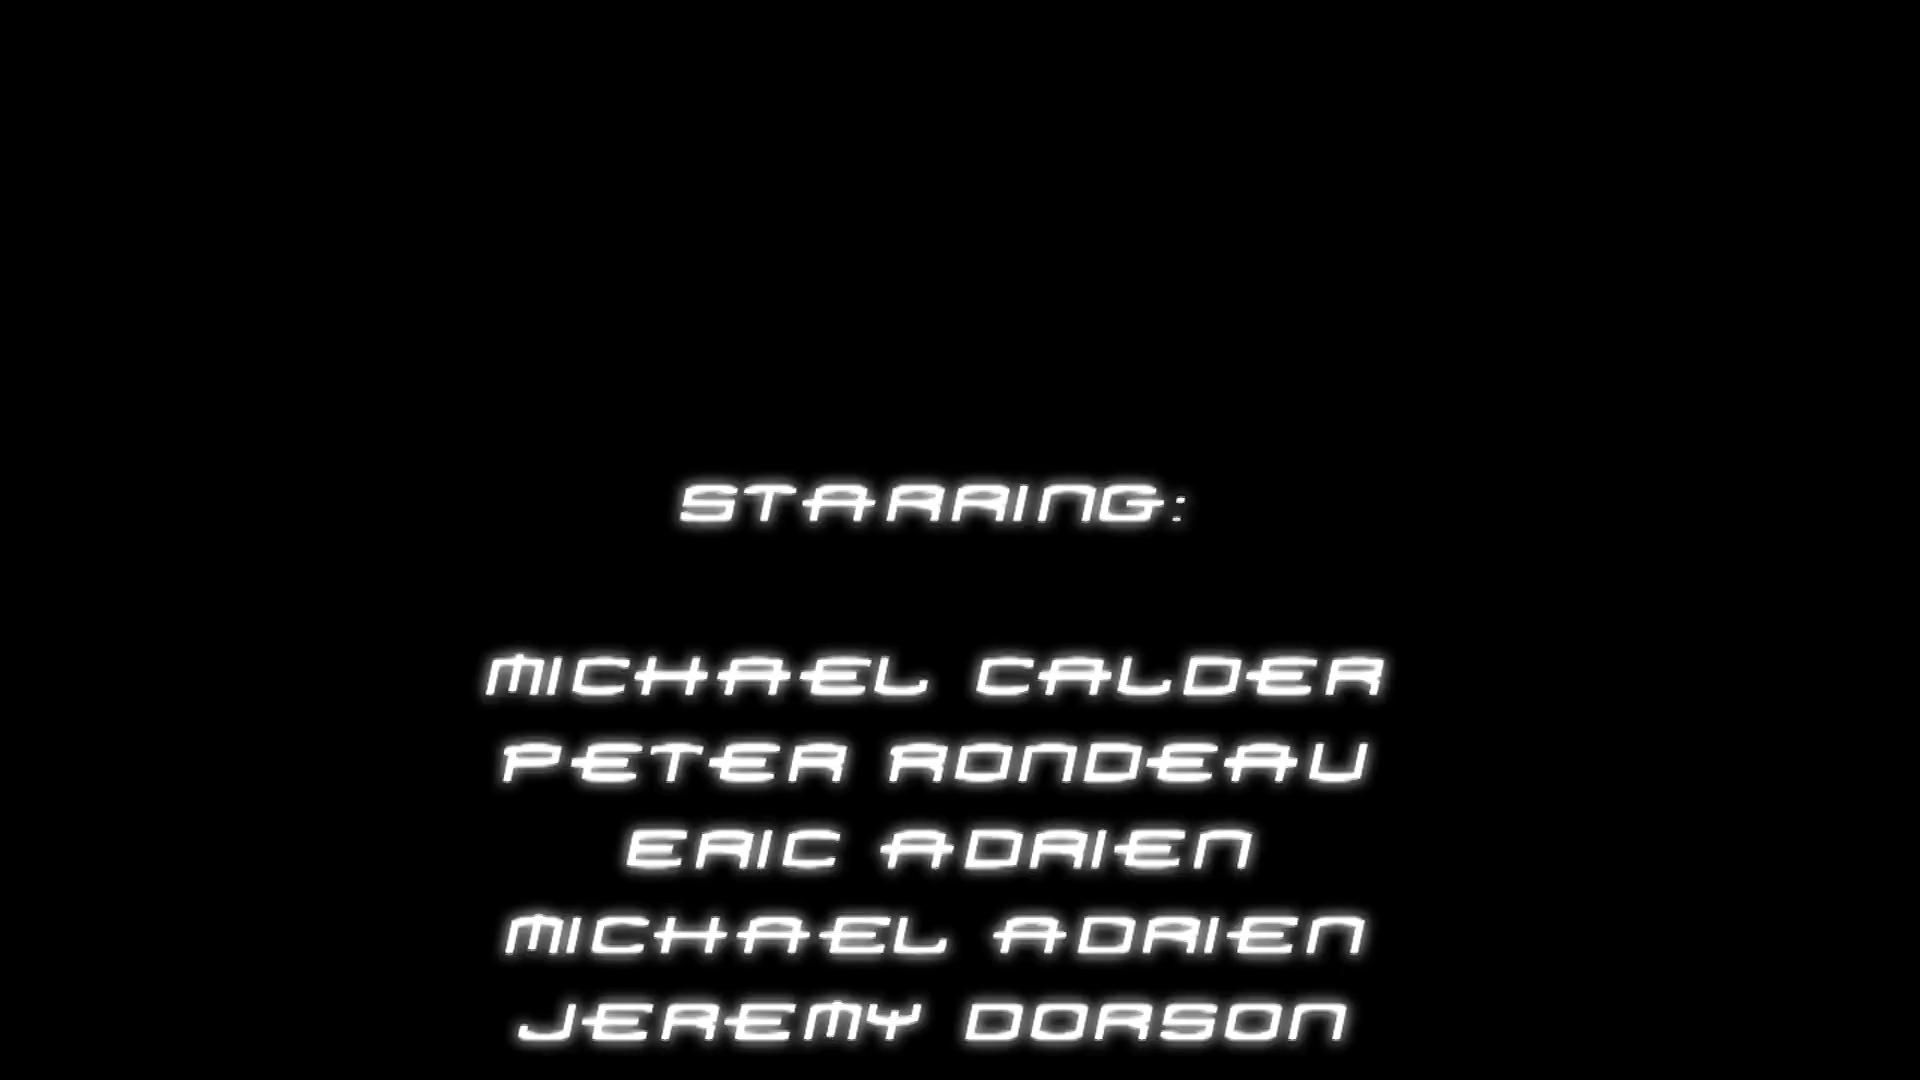 STARRING:
MICHAEL CALDER
PETER RONDEAU
ERIC ADRIEN
MICHAEL ADRIEN
JEREMY DORSON